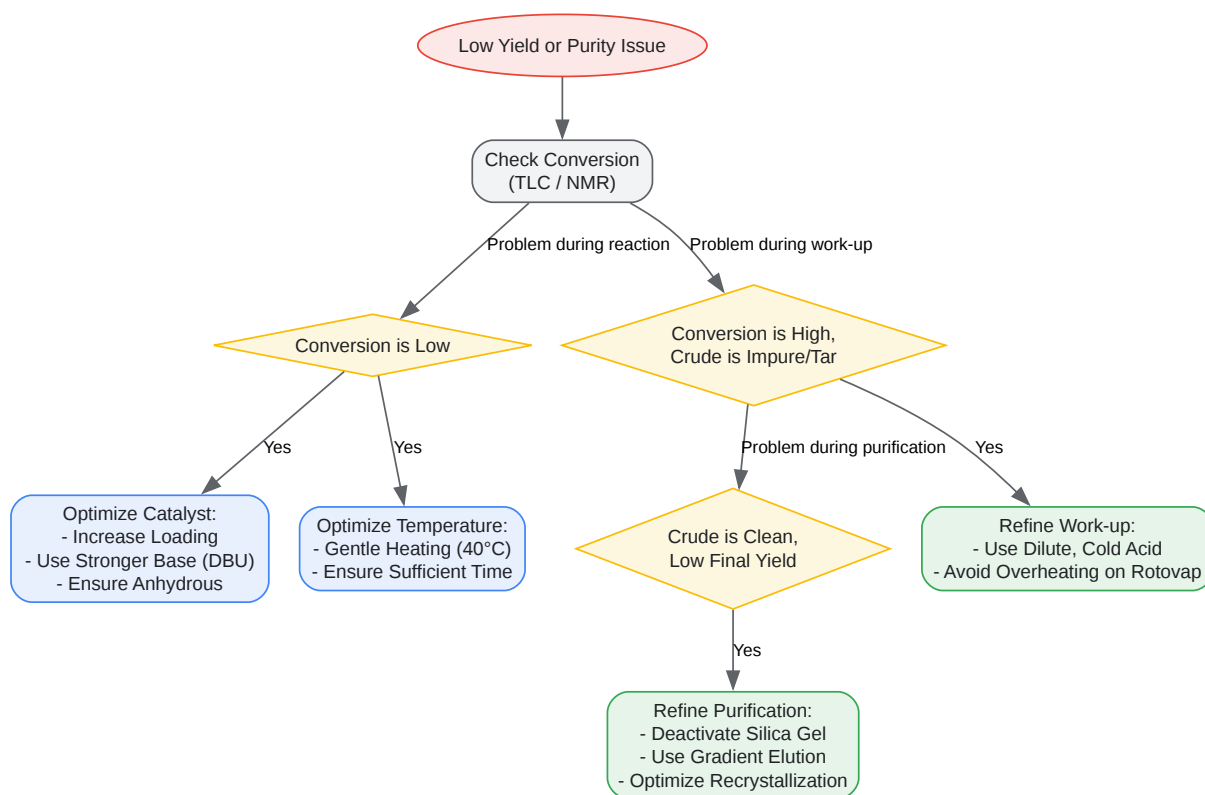 Low Yield or Purity Issue
Check Conversion
(TLC / NMR)
Problem during reaction
Problem during work-up
Conversion is Low
Conversion is High,
Crude is Impure/Tar
Yes
Yes
Problem during purification
Yes
Optimize Catalyst:
- Increase Loading
- Use Stronger Base (DBU)
- Ensure Anhydrous
Optimize Temperature:
- Gentle Heating (40°C)
- Ensure Sufficient Time
Crude is Clean,
Low Final Yield
Refine Work-up:
- Use Dilute, Cold Acid
- Avoid Overheating on Rotovap
Yes
Refine Purification:
- Deactivate Silica Gel
- Use Gradient Elution
- Optimize Recrystallization